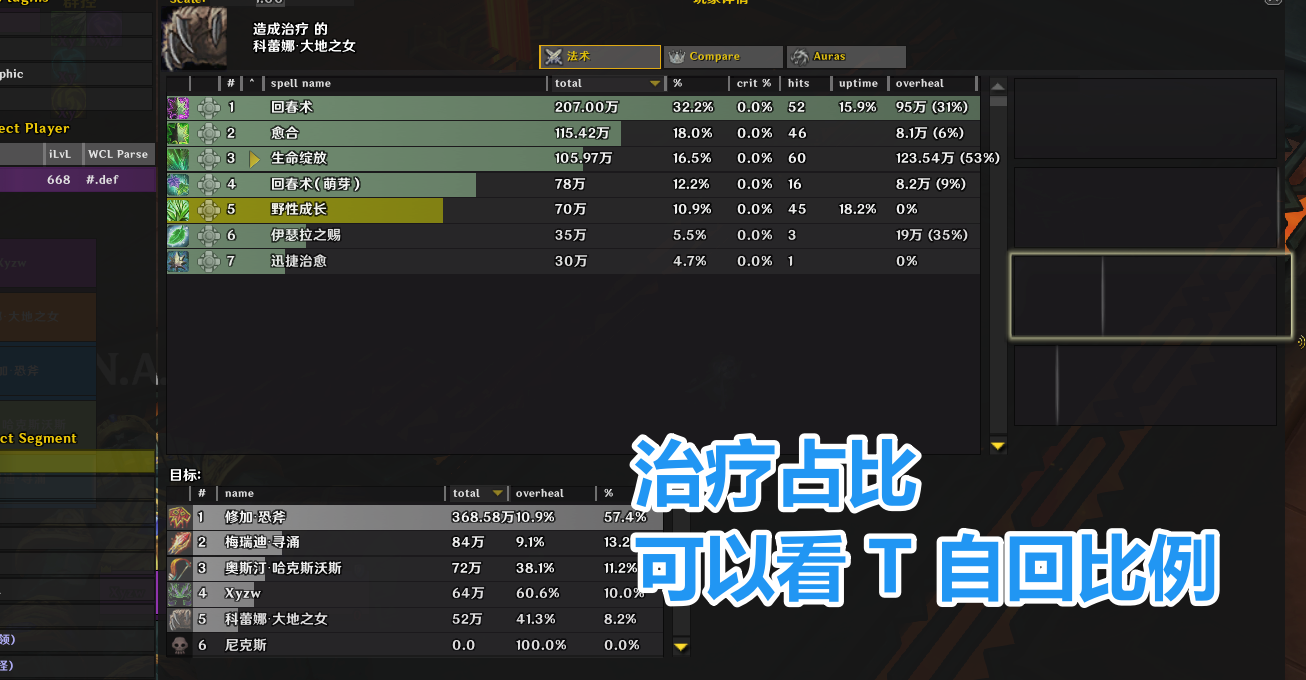 玩家详情
造成治疗 的
科蕾娜·大地之女
法术 Compare Auras
phic
ect Player
iLvL WCL Parse
668 #.def
ct Segment
# ^ spell name total % crit % hits uptime overheal
1 回春术 207.00万 32.2% 0.0% 52 15.9% 95万 (31%)
2 愈合 115.42万 18.0% 0.0% 46 8.1万 (6%)
3 生命绽放 105.97万 16.5% 0.0% 60 123.54万 (53%)
4 回春术(萌芽) 78万 12.2% 0.0% 16 8.2万 (9%)
5 野性成长 70万 10.9% 0.0% 45 18.2% 0%
6 伊瑟拉之赐 35万 5.5% 0.0% 3 19万 (35%)
7 迅捷治愈 30万 4.7% 0.0% 1 0%
目标:
# name total overheal %
1 修加·恐斧 368.58万 10.9% 57.4%
2 梅瑞迪·寻涌 84万 9.1% 13.2
3 奥斯汀·哈克斯沃斯 72万 38.1% 11.2%
4 Xyzw 64万 60.6% 10.0%
5 科蕾娜·大地之女 52万 41.3% 8.2%
6 尼克斯 0.0 100.0% 0.0%
治疗占比
可以看 T 自回比例
领)
怪)